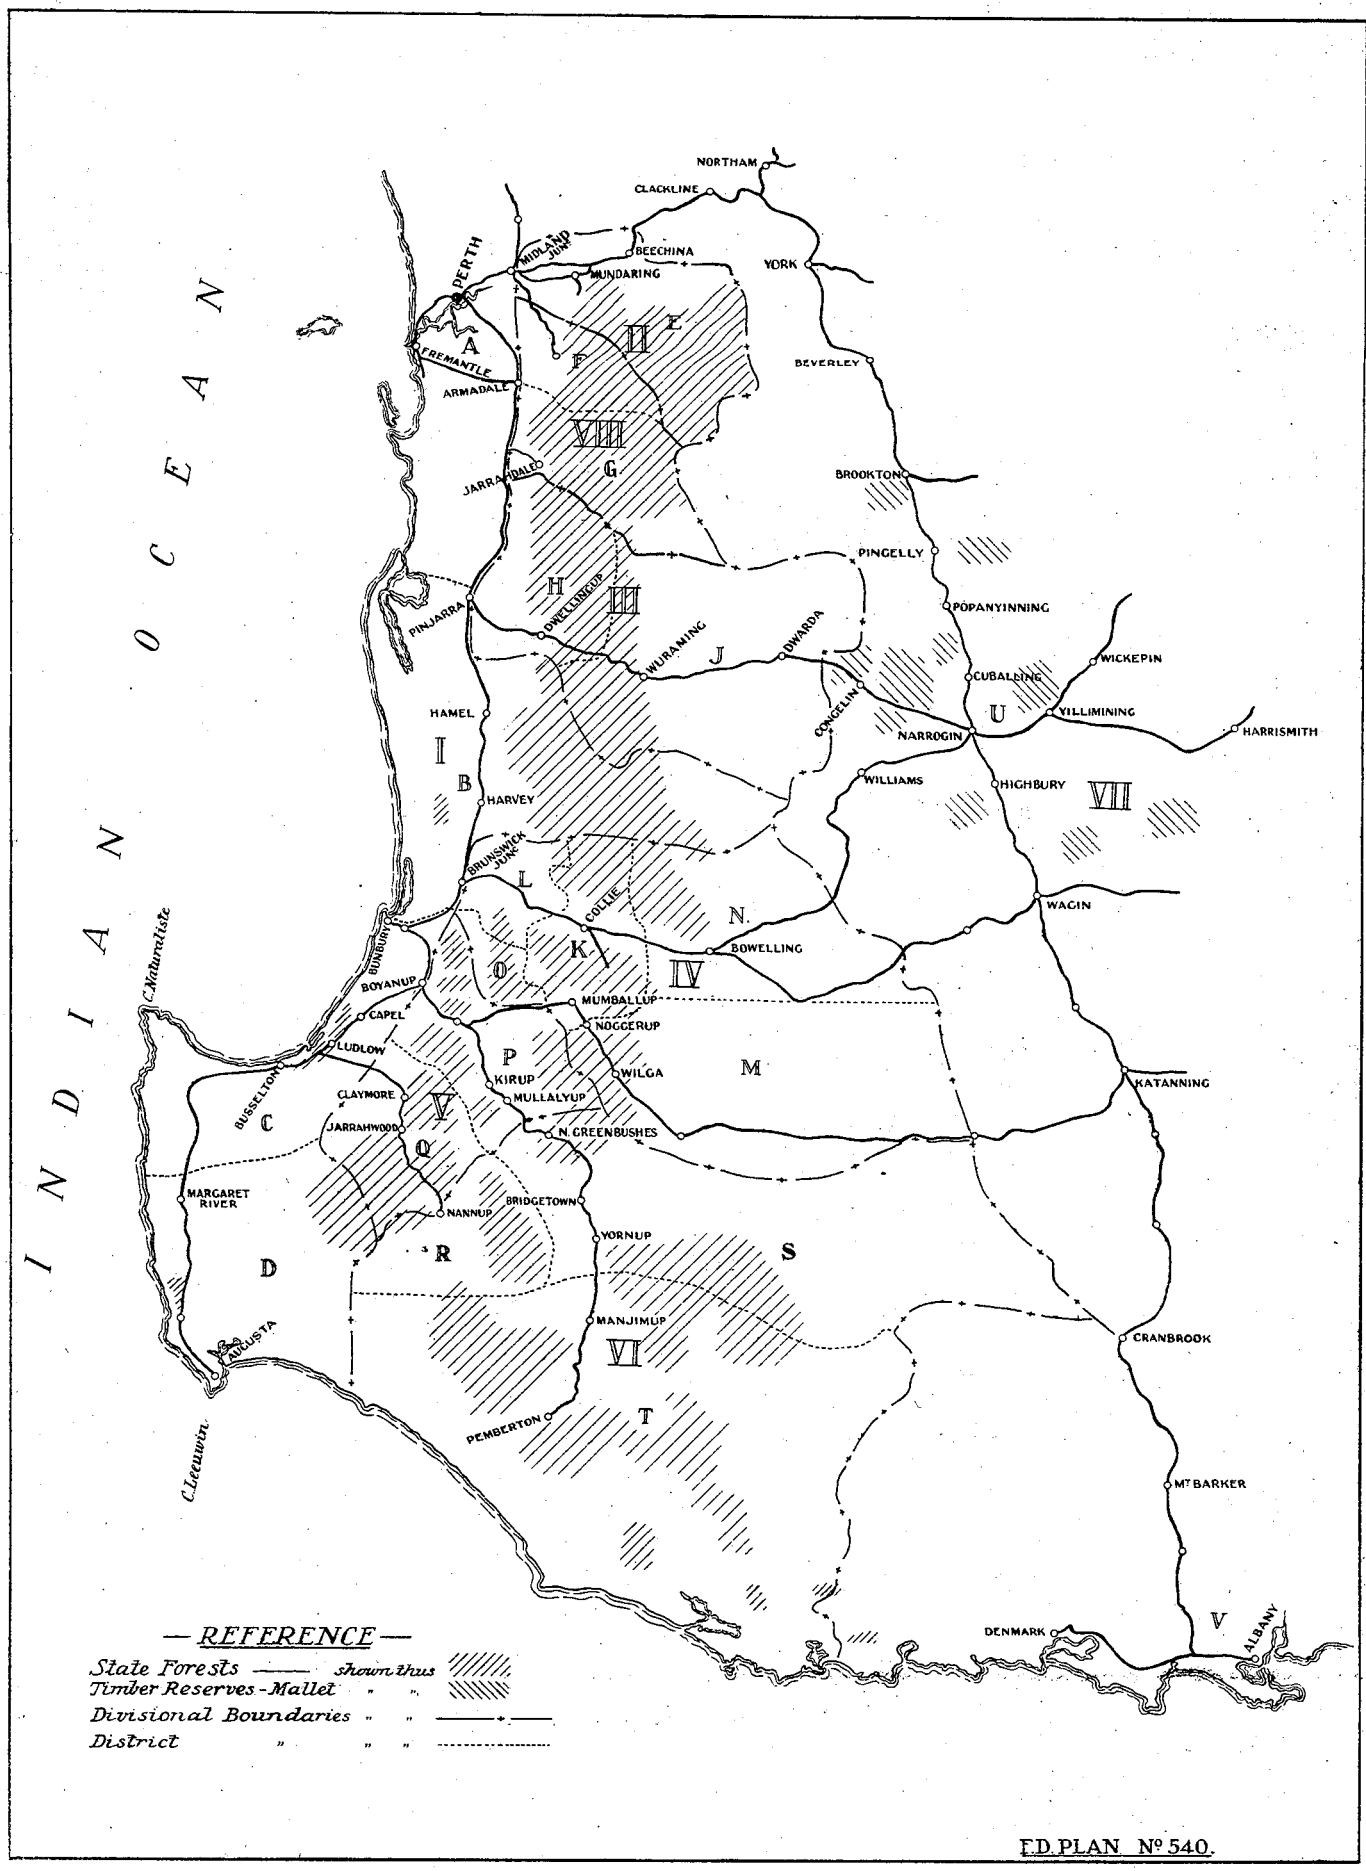 NORTHAM
CLACKLINE
MIDLAND JUNC
BEECHINA
YORK
PERTH
MUNDARING
II
E
A
F
FREMANTLE
BEVERLEY
ARMADALE
VIII
G
BROOKTON
JARRAHDALE
PINGELLY
H
III
DWELLINGUP
POPANYINNING
PINJARRA
WURAMING
J
DWARDA
WICKEPIN
CUBALLING
CONGELIN
HAMEL
U
YILLIMINING
NARROGIN
HARRISMITH
I
B
WILLIAMS
HIGHBURY
VII
HARVEY
BRUNSWICK JUNC
L
COLLIE
N
WAGIN
C. Naturaliste
BUNBURY
K
BOWELLING
O
IV
BOYANUP
MUMBALLUP
CAPEL
NOGGERUP
LUDLOW
P
WILGA
M
KIRUP
KATANNING
BUSSELTON
CLAYMORE
V
MULLALYUP
C
JARRAHWOOD
N. GREENBUSHES
Q
MARGARET
RIVER
NANNUP
BRIDGETOWN
YORNUP
R
S
D
MANJIMUP
AUGUSTA
VI
CRANBROOK
T
PEMBERTON
C. Leeuwin
MT BARKER
V
DENMARK
ALBANY
INDIAN OCEAN
— REFERENCE —
State Forests —— shown thus
Timber Reserves - Mallet " "
Divisional Boundaries " "
District " " "
F.D. PLAN Nº 540.